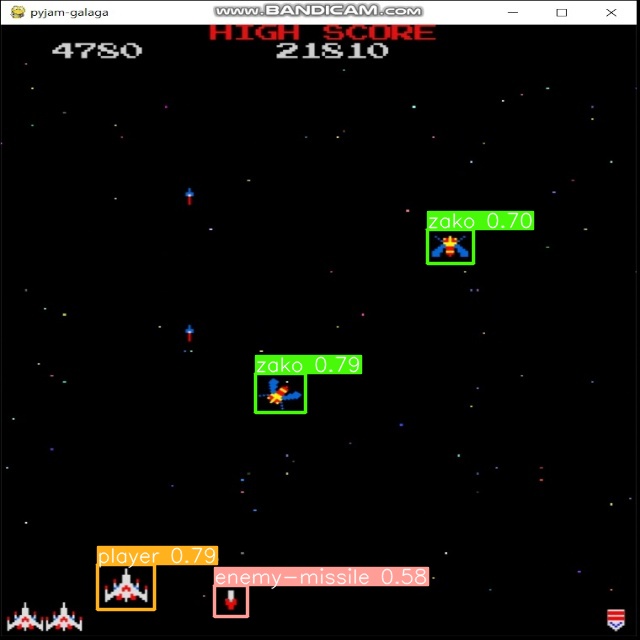 pyjam-galaga
www.BANDICAM.com
HIGH SCORE
4780 21810
zako 0.70
zako 0.79
player 0.79
enemy-missile 0.58